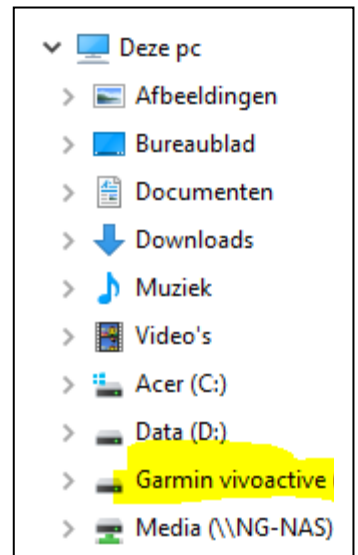 Deze pc
Afbeeldingen
Bureaublad
Documenten
Downloads
Muziek
Video's
Acer (C:)
Data (D:)
Garmin vivoactive (
Media (\\NG-NAS)